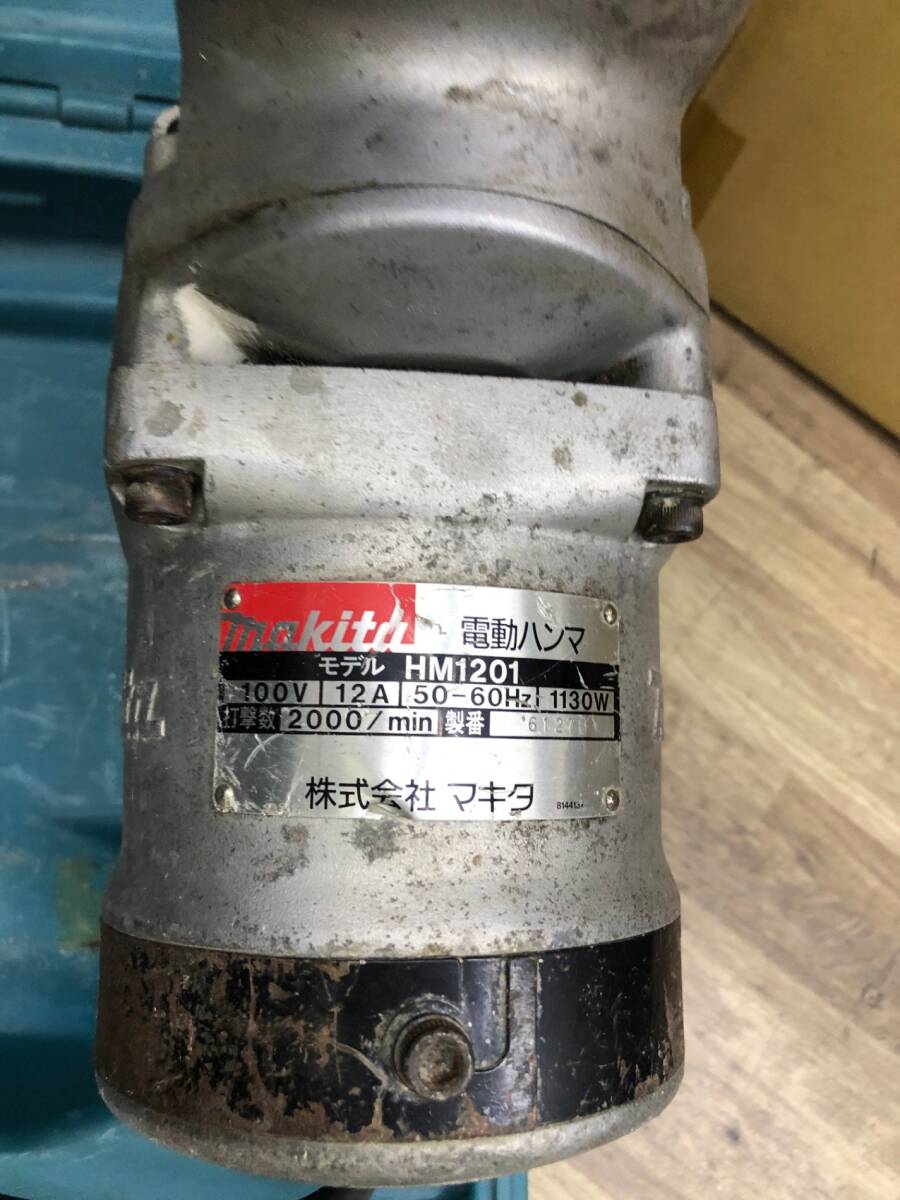 makita 電動ハンマ
モデル HM1201
100V 12A 50-60Hz 1130W
打撃数 2000/min 製番
株式会社 マキタ